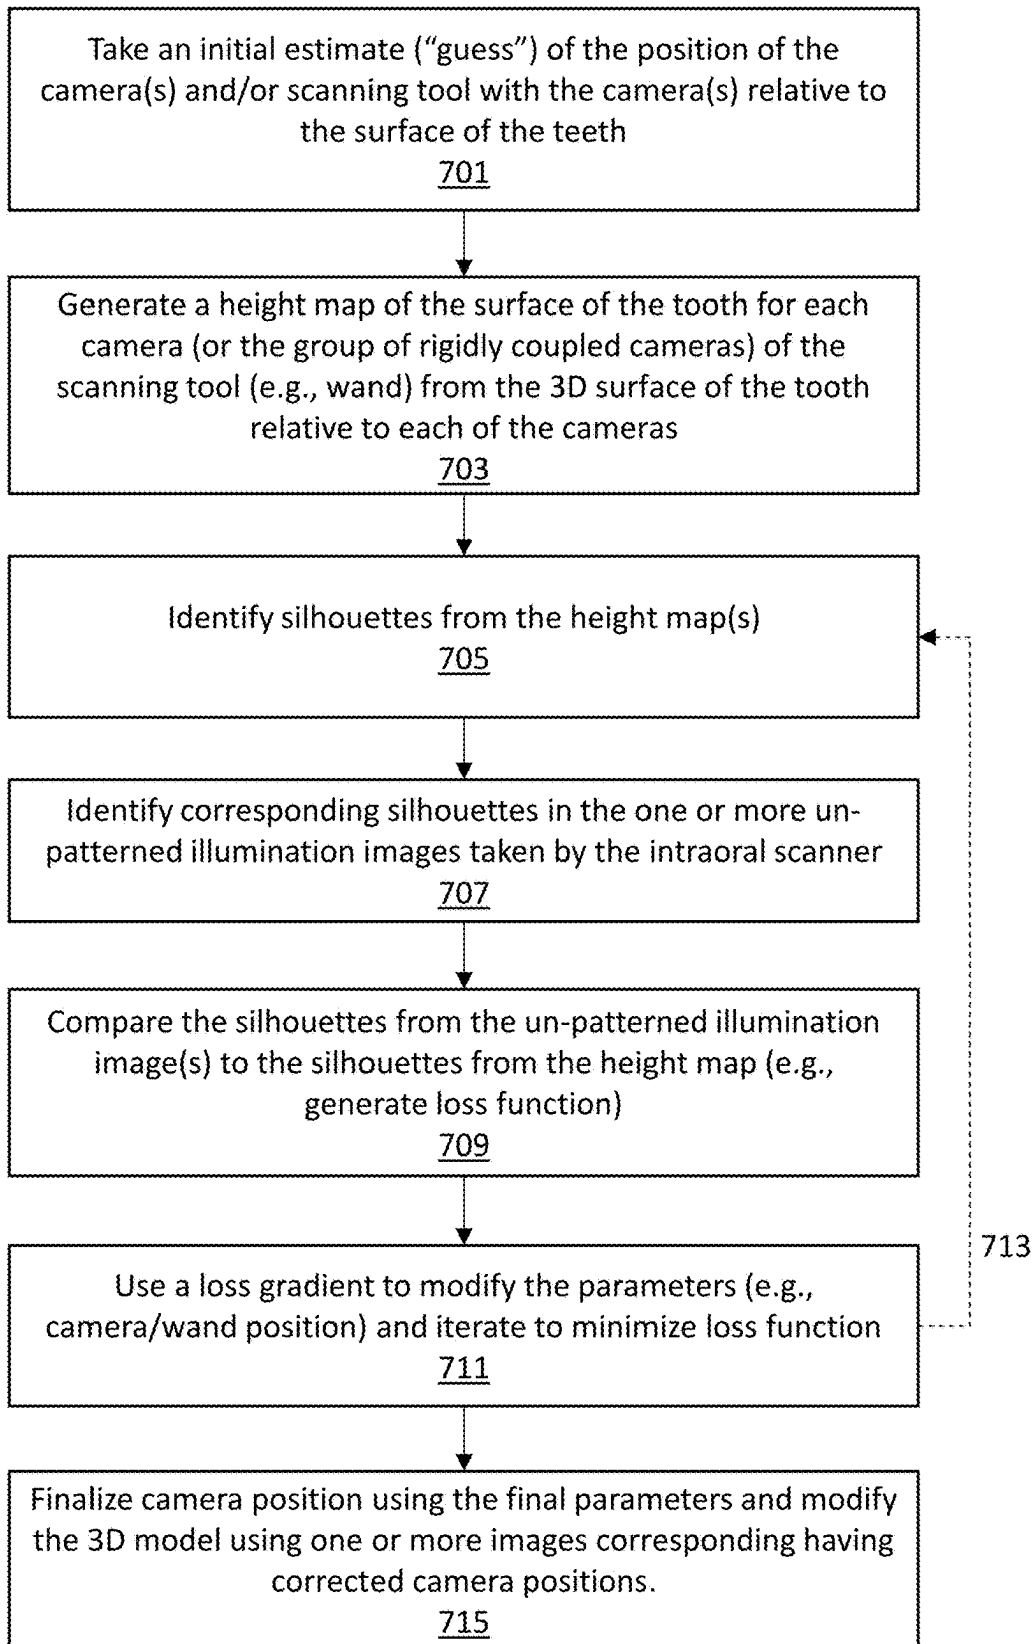 Take an initial estimate (“guess”) of the position of the
camera(s) and/or scanning tool with the camera(s) relative to
the surface of the teeth
701
Generate a height map of the surface of the tooth for each
camera (or the group of rigidly coupled cameras) of the
scanning tool (e.g., wand) from the 3D surface of the tooth
relative to each of the cameras
703
Identify silhouettes from the height map(s)
705
Identify corresponding silhouettes in the one or more un-
patterned illumination images taken by the intraoral scanner
707
Compare the silhouettes from the un-patterned illumination
image(s) to the silhouettes from the height map (e.g.,
generate loss function)
709
713
Use a loss gradient to modify the parameters (e.g.,
camera/wand position) and iterate to minimize loss function
711
Finalize camera position using the final parameters and modify
the 3D model using one or more images corresponding having
corrected camera positions.
715